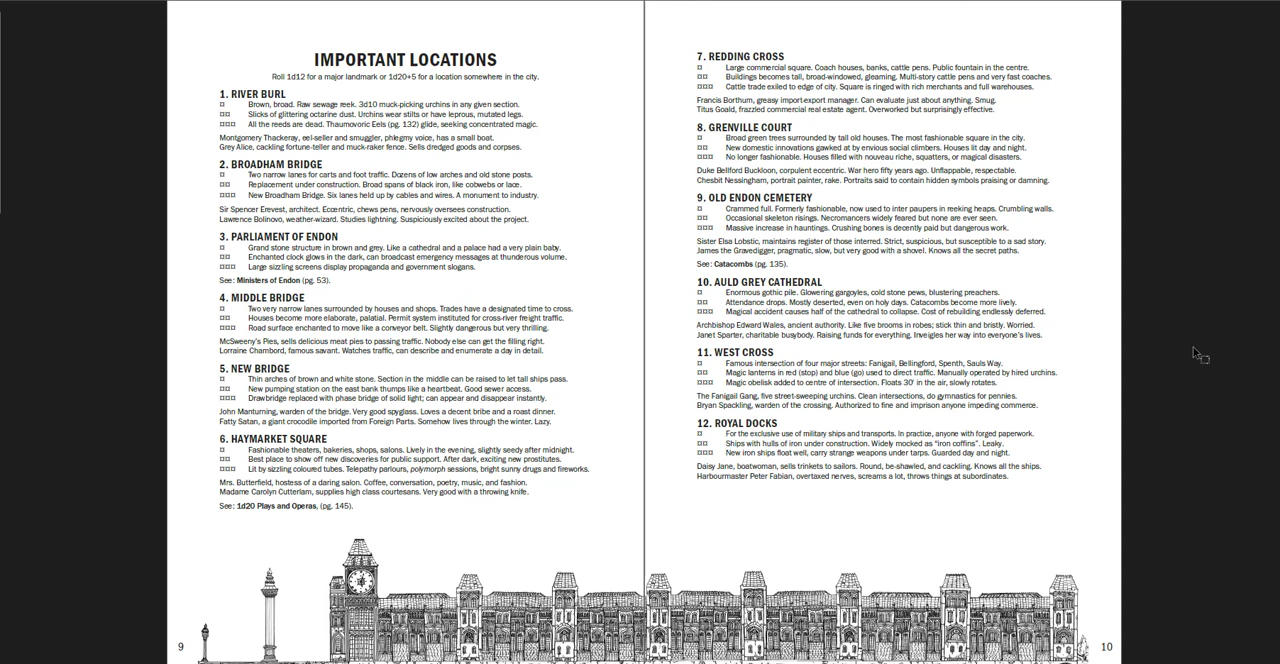 IMPORTANT LOCATIONS
Roll 1d12 for a major landmark or 1d20+5 for a location somewhere in the city.
1. RIVER BURL
¤ Brown, broad. Raw sewage reek. 3d10 muck-picking urchins in any given section.
¤¤ Slicks of glittering octarine dust. Urchins wear stilts or have leprous, mutated legs.
¤¤¤ All the reeds are dead. Thaumovoric Eels (pg. 132) glide, seeking concentrated magic.
Montgomery Thackeray, eel-seller and smuggler, phlegmy voice, has a small boat.
Grey Alice, cackling fortune-teller and muck-raker fence. Sells dredged goods and corpses.
2. BROADHAM BRIDGE
¤ Two narrow lanes for carts and foot traffic. Dozens of low arches and old stone posts.
¤¤ Replacement under construction. Broad spans of black iron, like cobwebs or lace.
¤¤¤ New Broadham Bridge. Six lanes held up by cables and wires. A monument to industry.
Sir Spencer Erevest, architect. Eccentric, chews pens, nervously oversees construction.
Lawrence Bolinovo, weather-wizard. Studies lightning. Suspiciously excited about the project.
3. PARLIAMENT OF ENDON
¤ Grand stone structure in brown and grey. Like a cathedral and a palace had a very plain baby.
¤¤ Enchanted clock glows in the dark, can broadcast emergency messages at thunderous volume.
¤¤¤ Large sizzling screens display propaganda and government slogans.
See: Ministers of Endon (pg. 53).
4. MIDDLE BRIDGE
¤ Two very narrow lanes surrounded by houses and shops. Trades have a designated time to cross.
¤¤ Houses become more elaborate, palatial. Permit system instituted for cross-river freight traffic.
¤¤¤ Road surface enchanted to move like a conveyor belt. Slightly dangerous but very thrilling.
McSweeny's Pies, sells delicious meat pies to passing traffic. Nobody else can get the filling right.
Lorraine Chambord, famous savant. Watches traffic, can describe and enumerate a day in detail.
5. NEW BRIDGE
¤ Thin arches of brown and white stone. Section in the middle can be raised to let tall ships pass.
¤¤ New pumping station on the east bank thumps like a heartbeat. Good sewer access.
¤¤¤ Drawbridge replaced with phase bridge of solid light; can appear and disappear instantly.
John Manturning, warden of the bridge. Very good spyglass. Loves a decent bribe and a roast dinner.
Fatty Satan, a giant crocodile imported from Foreign Parts. Somehow lives through the winter. Lazy.
6. HAYMARKET SQUARE
¤ Fashionable theaters, bakeries, shops, salons. Lively in the evening, slightly seedy after midnight.
¤¤ Best place to show off new discoveries for public support. After dark, exciting new prostitutes.
¤¤¤ Lit by sizzling coloured tubes. Telepathy parlours, polymorph sessions, bright sunny drugs and fireworks.
Mrs. Butterfield, hostess of a daring salon. Coffee, conversation, poetry, music, and fashion.
Madame Carolyn Cutterlam, supplies high class courtesans. Very good with a throwing knife.
See: 1d20 Plays and Operas, (pg. 145).
9
7. REDDING CROSS
¤ Large commercial square. Coach houses, banks, cattle pens. Public fountain in the centre.
¤¤ Buildings becomes tall, broad-windowed, gleaming. Multi-story cattle pens and very fast coaches.
¤¤¤ Cattle trade exiled to edge of city. Square is ringed with rich merchants and full warehouses.
Francis Borthum, greasy import-export manager. Can evaluate just about anything. Smug.
Titus Goald, frazzled commercial real estate agent. Overworked but surprisingly effective.
8. GRENVILLE COURT
¤ Broad green trees surrounded by tall old houses. The most fashionable square in the city.
¤¤ New domestic innovations gawked at by envious social climbers. Houses lit day and night.
¤¤¤ No longer fashionable. Houses filled with nouveau riche, squatters, or magical disasters.
Duke Bellford Buckloon, corpulent eccentric. War hero fifty years ago. Unflappable, respectable.
Chesbit Nessingham, portrait painter, rake. Portraits said to contain hidden symbols praising or damning.
9. OLD ENDON CEMETERY
¤ Crammed full. Formerly fashionable, now used to inter paupers in reeking heaps. Crumbling walls.
¤¤ Occasional skeleton risings. Necromancers widely feared but none are ever seen.
¤¤¤ Massive increase in hauntings. Crushing bones is decently paid but dangerous work.
Sister Elsa Lobstic, maintains register of those interred. Strict, suspicious, but susceptible to a sad story.
James the Gravedigger, pragmatic, slow, but very good with a shovel. Knows all the secret paths.
See: Catacombs (pg. 135).
10. AULD GREY CATHEDRAL
¤ Enormous gothic pile. Glowering gargoyles, cold stone pews, blustering preachers.
¤¤ Attendance drops. Mostly deserted, even on holy days. Catacombs become more lively.
¤¤¤ Magical accident causes half of the cathedral to collapse. Cost of rebuilding endlessly deferred.
Archbishop Edward Wales, ancient authority. Like five brooms in robes; stick thin and bristly. Worried.
Janet Sparter, charitable busybody. Raising funds for everything. Inveigles her way into everyone's lives.
11. WEST CROSS
¤ Famous intersection of four major streets: Fanigail, Bellingford, Spenth, Sauls Way.
¤¤ Magic lanterns in red (stop) and blue (go) used to direct traffic. Manually operated by hired urchins.
¤¤¤ Magic obelisk added to centre of intersection. Floats 30' in the air, slowly rotates.
The Fanigail Gang, five street-sweeping urchins. Clean intersections, do gymnastics for pennies.
Bryan Spackling, warden of the crossing. Authorized to fine and imprison anyone impeding commerce.
12. ROYAL DOCKS
¤ For the exclusive use of military ships and transports. In practice, anyone with forged paperwork.
¤¤ Ships with hulls of iron under construction. Widely mocked as “iron coffins”. Leaky.
¤¤¤ New iron ships float well, carry strange weapons under tarps. Guarded day and night.
Daisy Jane, boatwoman, sells trinkets to sailors. Round, be-shawled, and cackling. Knows all the ships.
Harbourmaster Peter Fabian, overtaxed nerves, screams a lot, throws things at subordinates.
10